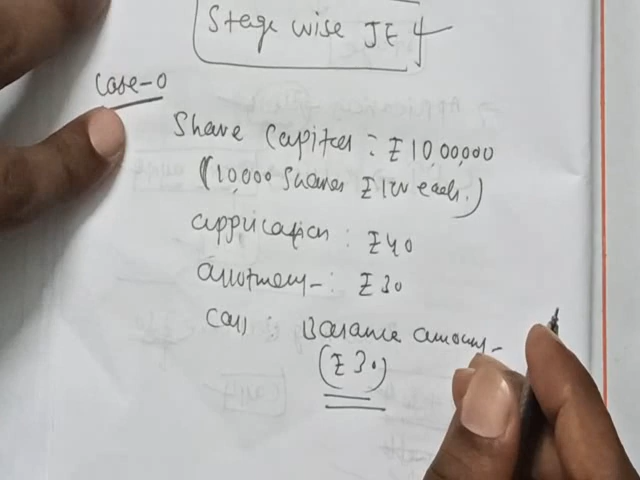 Stage wise JE
Case-0
Share Capital : ₹10,00,000
(10,000 Shares ₹100 each.)
application : ₹40
allotment : ₹30
Call : Balance amount
(₹30)